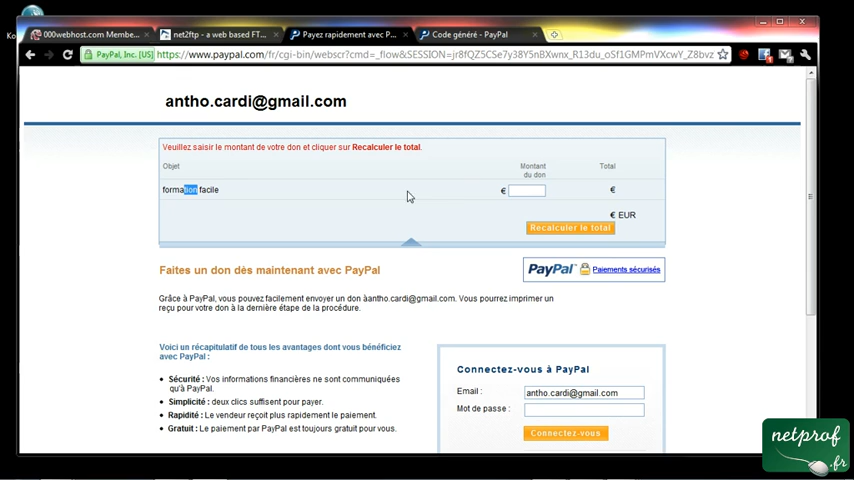 000webhost.com Membe...
net2ftp - a web based FT...
Payez rapidement avec P...
Code généré - PayPal
PayPal, Inc. [US]
https://www.paypal.com/fr/cgi-bin/webscr?cmd=_flow&SESSION=jr8fQZ5CSe7y38Y5nBXwnx_R13du_oSf1GMPmVXcwY_Z8bvz
antho.cardi@gmail.com
Veuillez saisir le montant de votre don et cliquer sur Recalculer le total.
Objet
Montant
du don
Total
formation facile
€
€
€ EUR
Recalculer le total
Faites un don dès maintenant avec PayPal
PayPal™
Paiements sécurisés
Grâce à PayPal, vous pouvez facilement envoyer un don àantho.cardi@gmail.com. Vous pourrez imprimer un
reçu pour votre don à la dernière étape de la procédure.
Voici un récapitulatif de tous les avantages dont vous bénéficiez
avec PayPal :
Sécurité : Vos informations financières ne sont communiquées
qu'à PayPal.
Simplicité : deux clics suffisent pour payer.
Rapidité : Le vendeur reçoit plus rapidement le paiement.
Gratuit : Le paiement par PayPal est toujours gratuit pour vous.
Connectez-vous à PayPal
Email :
antho.cardi@gmail.com
Mot de passe :
Connectez-vous
netprof
.fr